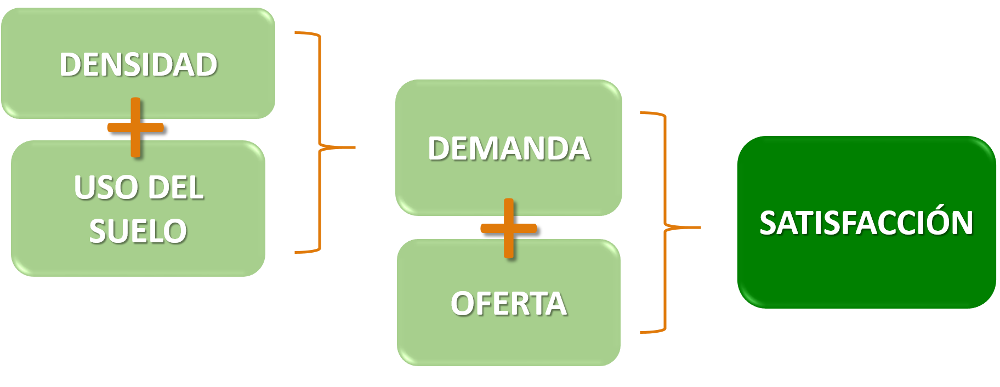 DENSIDAD
USO DEL
SUELO
DEMANDA
OFERTA
SATISFACCIÓN